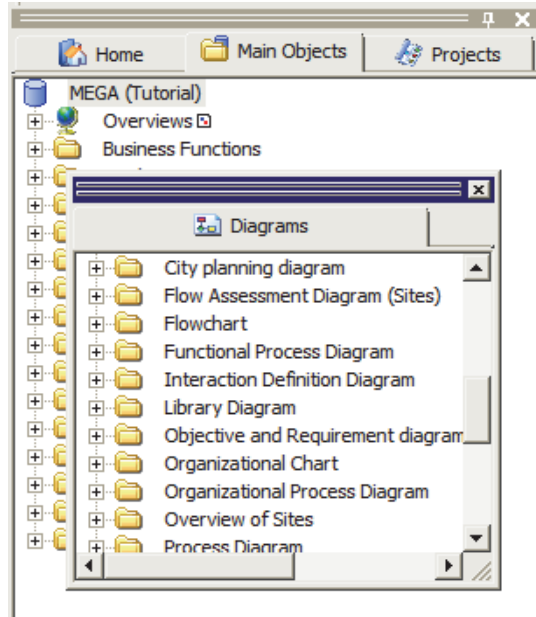 Home Main Objects Projects
MEGA (Tutorial)
Overviews
Business Functions
Diagrams
City planning diagram
Flow Assessment Diagram (Sites)
Flowchart
Functional Process Diagram
Interaction Definition Diagram
Library Diagram
Objective and Requirement diagram
Organizational Chart
Organizational Process Diagram
Overview of Sites
Process Diagram